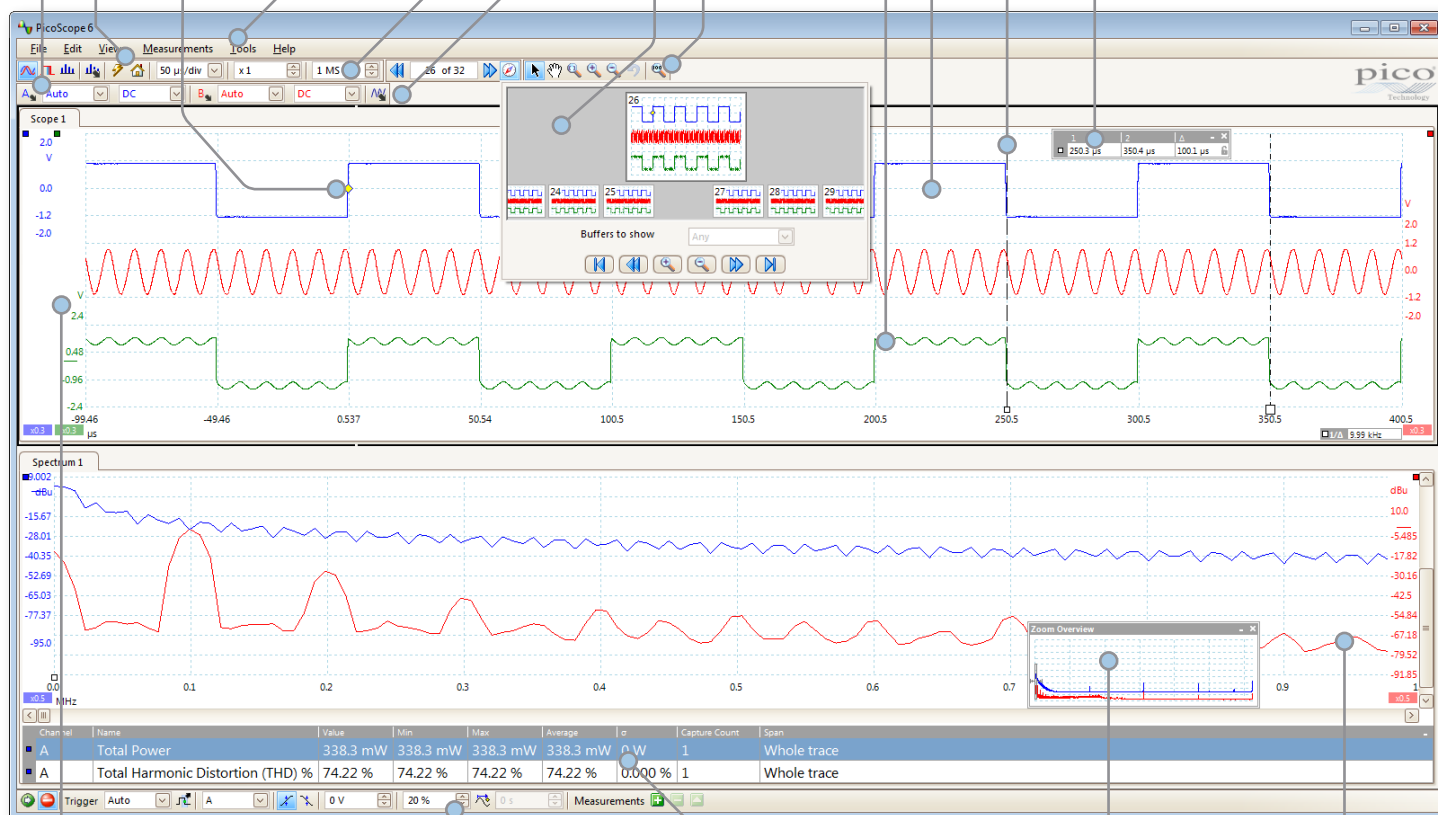 PicoScope 6
File Edit Views Measurements Tools Help
50 µs/div x 1 1 MS 26 of 32
pico
Technology
A Auto DC B Auto DC
Scope 1
26
24 25 27 28 29
Buffers to show Any
1 2 Δ
250.3 µs 350.4 µs 100.1 µs
2.0
V
0.0
-1.2
-2.0
V
2.4
0.48
-0.96
-2.4
V
2.0
1.2
0.0
-1.2
-2.0
-99.46 -49.46 0.537 50.54 100.5 150.5 200.5 250.5 300.5 350.5 400.5
x0.3 x0.3 µs
1/Δ 9.99 kHz x0.3
Spectrum 1
9.002
dBu
-15.67
-28.01
-40.35
-52.69
-65.03
-77.37
-95.0
dBu
10.0
-5.485
-17.82
-30.16
-42.5
-54.84
-67.18
-79.52
-91.85
Zoom Overview
0.0 0.1 0.2 0.3 0.4 0.5 0.6 0.7 0.9 1
x0.5 MHz x0.5
Channel Name Value Min Max Average σ Capture Count Span
A Total Power 338.3 mW 338.3 mW 338.3 mW 338.3 mW 0 W 1 Whole trace
A Total Harmonic Distortion (THD) % 74.22 % 74.22 % 74.22 % 74.22 % 0.000 % 1 Whole trace
Trigger Auto A 0 V 20 % 0 s Measurements